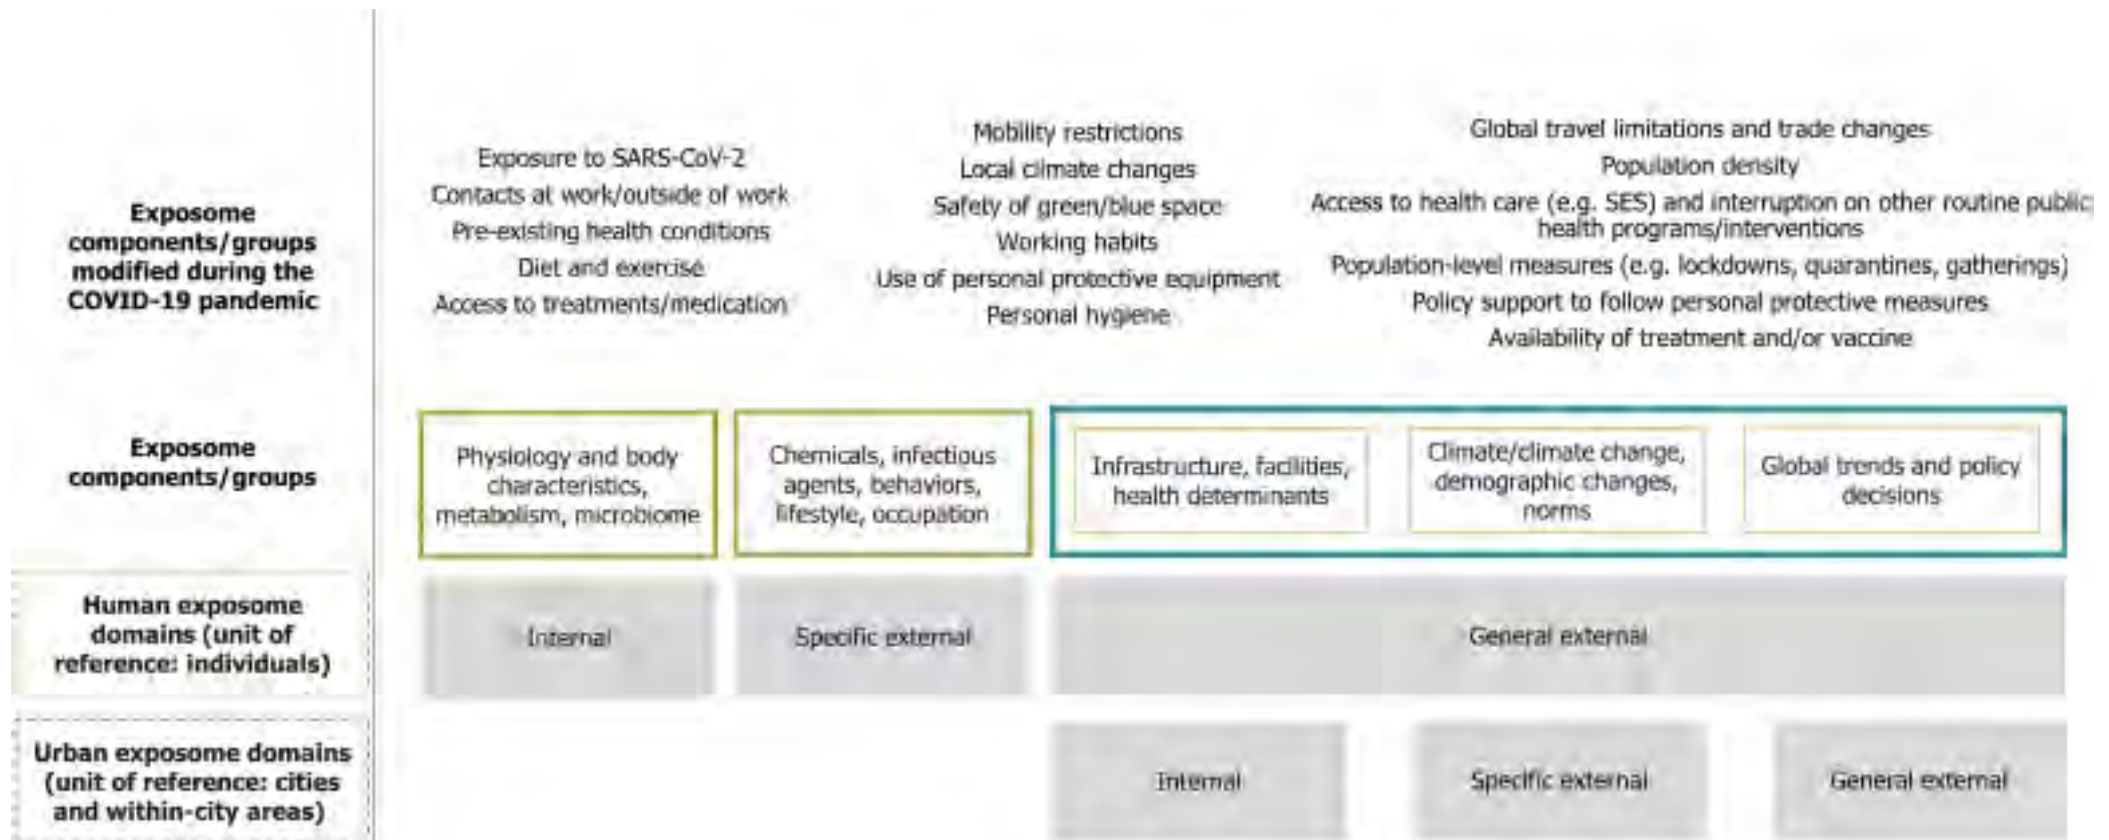 Exposome
components/groups
modified during the
COVID-19 pandemic
Exposure to SARS-CoV-2
Contacts at work/outside of work
Pre-existing health conditions
Diet and exercise
Access to treatments/medication
Mobility restrictions
Local climate changes
Safety of green/blue space
Working habits
Use of personal protective equipment
Personal hygiene
Global travel limitations and trade changes
Population density
Access to health care (e.g. SES) and interruption on other routine public
health programs/interventions
Population-level measures (e.g. lockdowns, quarantines, gatherings)
Policy support to follow personal protective measures
Availability of treatment and/or vaccine
Exposome
components/groups
Physiology and body
characteristics,
metabolism, microbiome
Chemicals, infectious
agents, behaviors,
lifestyle, occupation
Infrastructure, facilities,
health determinants
Climate/climate change,
demographic changes,
norms
Global trends and policy
decisions
Human exposome
domains (unit of
reference: individuals)
Internal
Specific external
General external
Urban exposome domains
(unit of reference: cities
and within-city areas)
Internal
Specific external
General external